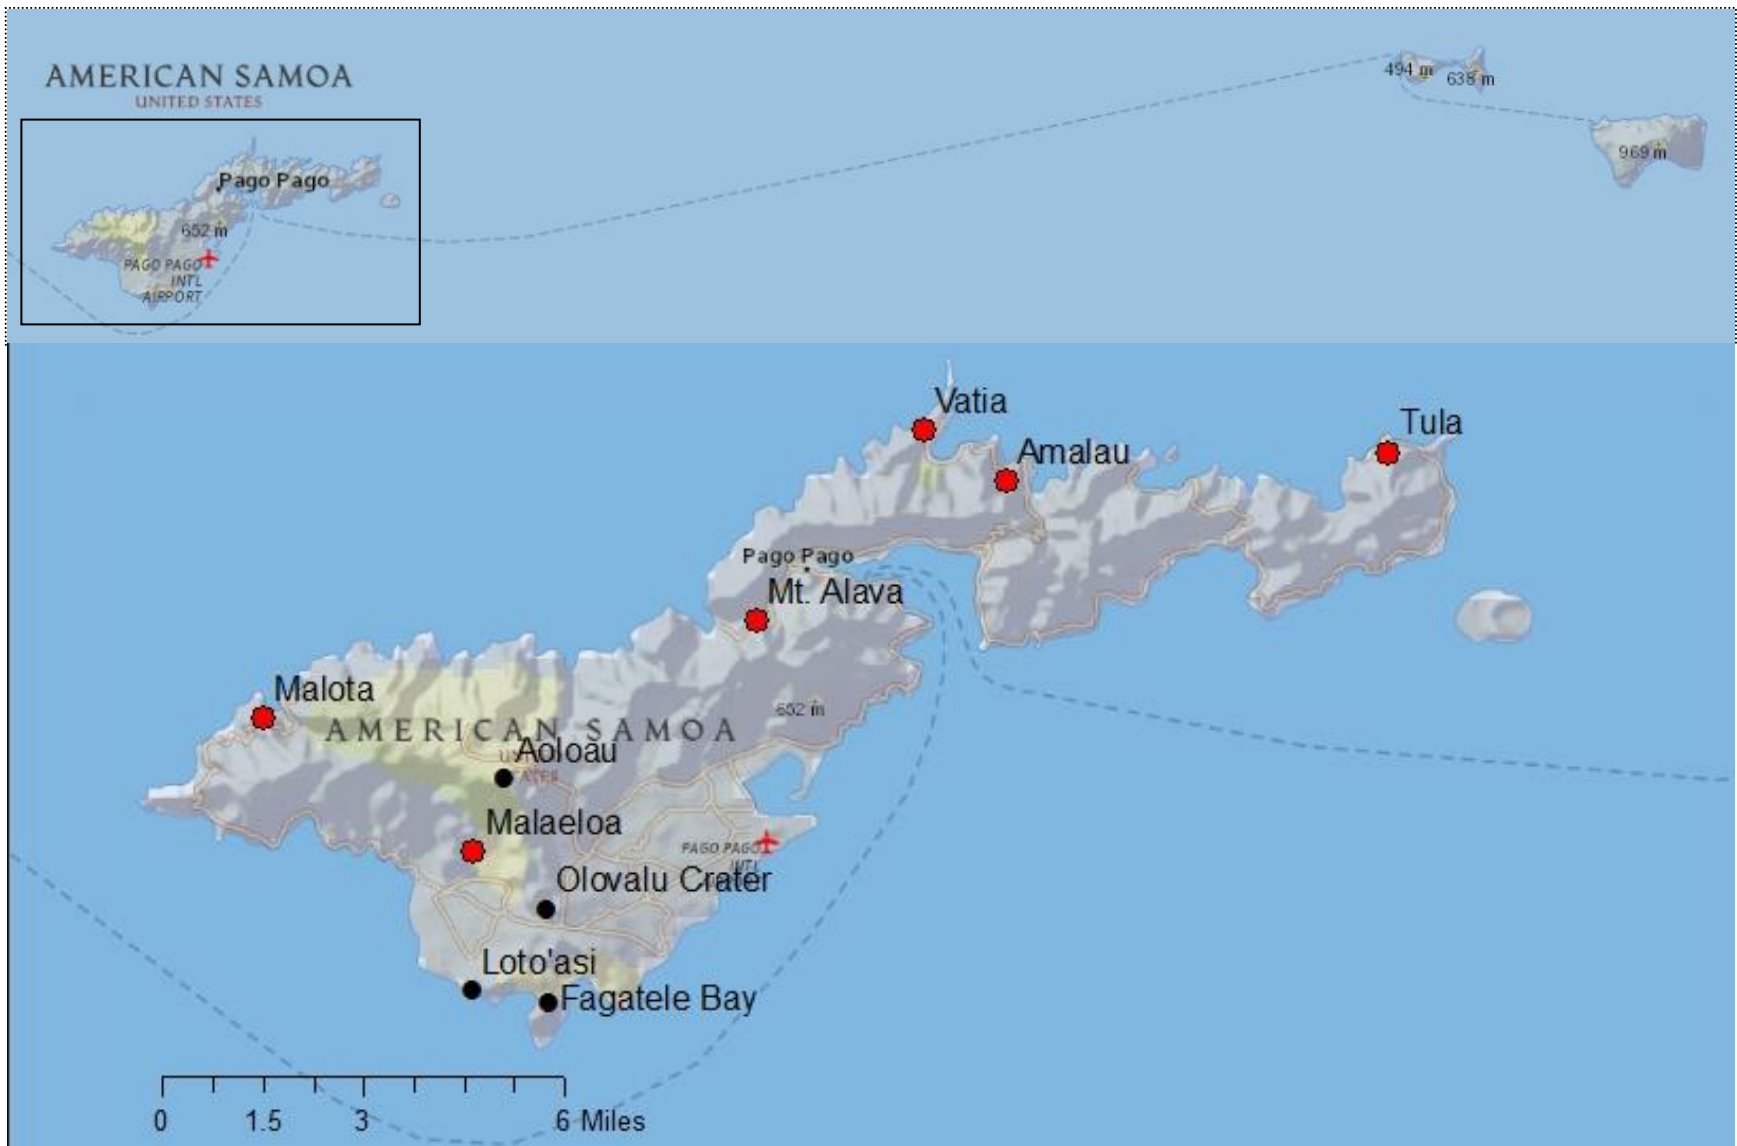 AMERICAN SAMOA
UNITED STATES
494 m
638 m
969 m
Pago Pago
652 m
PAGO PAGO
INT'L
AIRPORT
Vatia
Tula
Amalau
Pago Pago
Mt. Alava
Malota
652 m
AMERICAN SAMOA
Aoloau
Malaeloa
PAGO PAGO
INT'L
Olovalu Crater
Loto'asi
Fagatele Bay
0 1.5 3 6 Miles